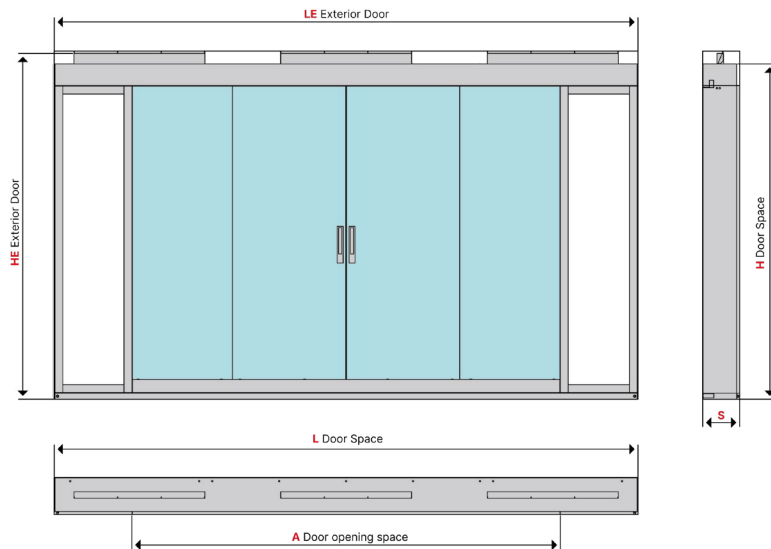 LE Exterior Door
HE Exterior Door
H Door Space
S
L Door Space
A Door opening space